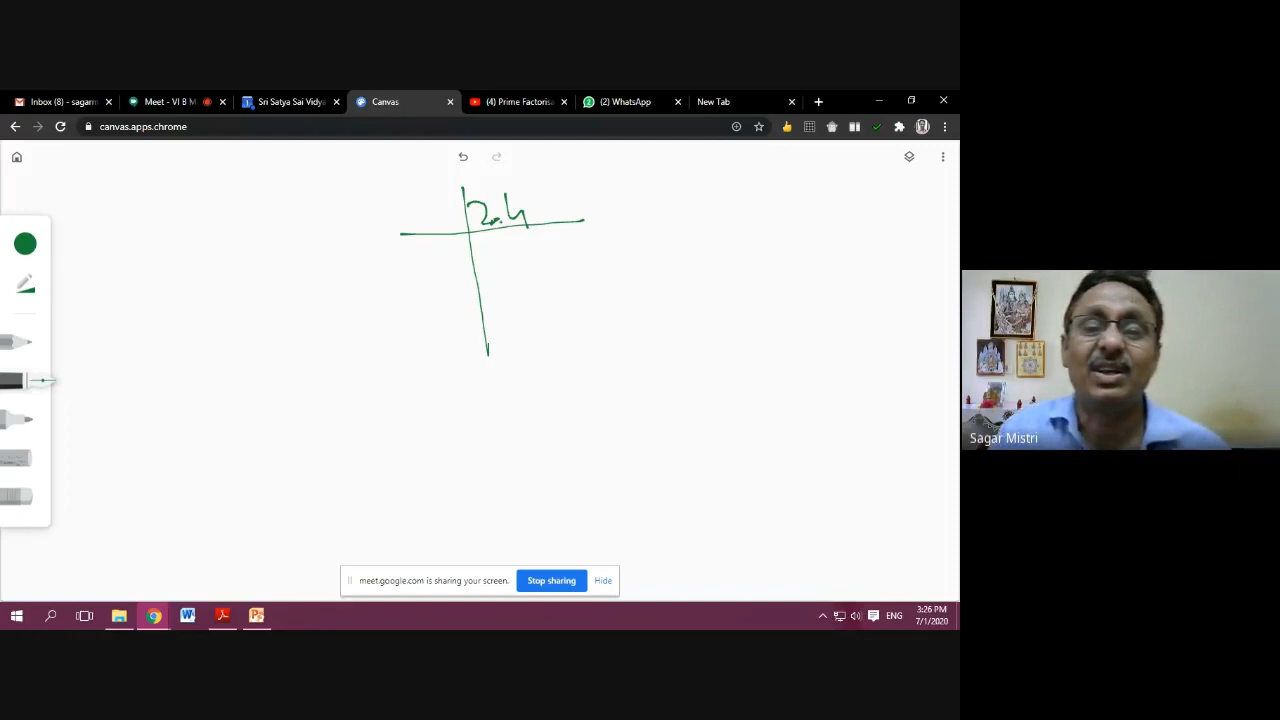 Inbox (8) - sagarm
Meet - VI B M
Sri Satya Sai Vidya
Canvas
(4) Prime Factorisa
(2) WhatsApp
New Tab
canvas.apps.chrome
24
Sagar Mistri
meet.google.com is sharing your screen.
Stop sharing
Hide
ENG
3:26 PM
7/1/2020